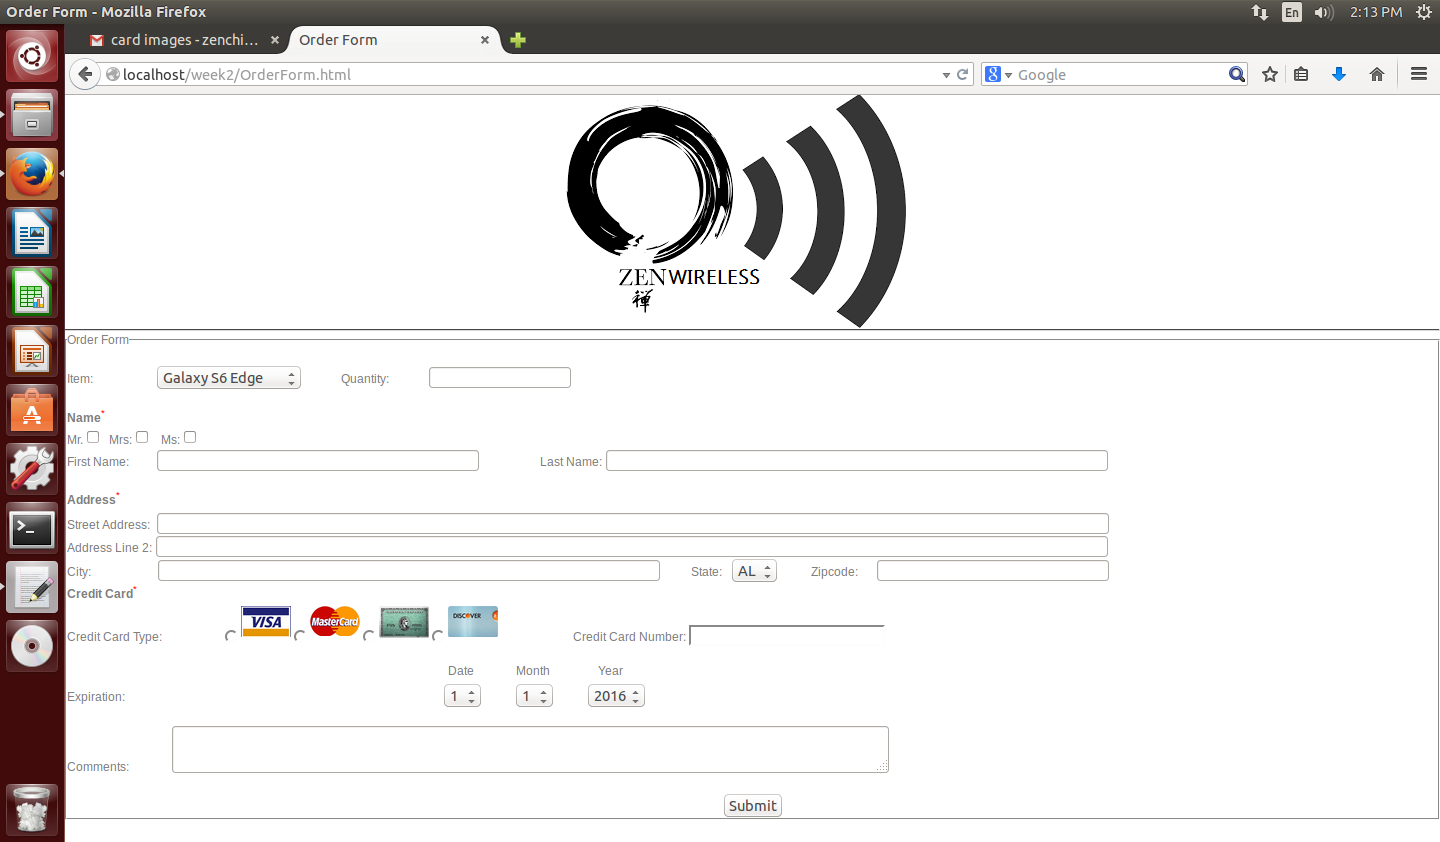 Order Form - Mozilla Firefox
En
2:13 PM
card images - zenchi...
Order Form
localhost/week2/OrderForm.html
Google
ZENWIRELESS
禅
Order Form
Item: Galaxy S6 Edge Quantity:
Name*
Mr. Mrs: Ms:
First Name: Last Name:
Address*
Street Address:
Address Line 2:
City: State: AL Zipcode:
Credit Card*
VISA MasterCard DISCOVER
Credit Card Type: Credit Card Number:
Date Month Year
Expiration: 1 1 2016
Comments:
Submit